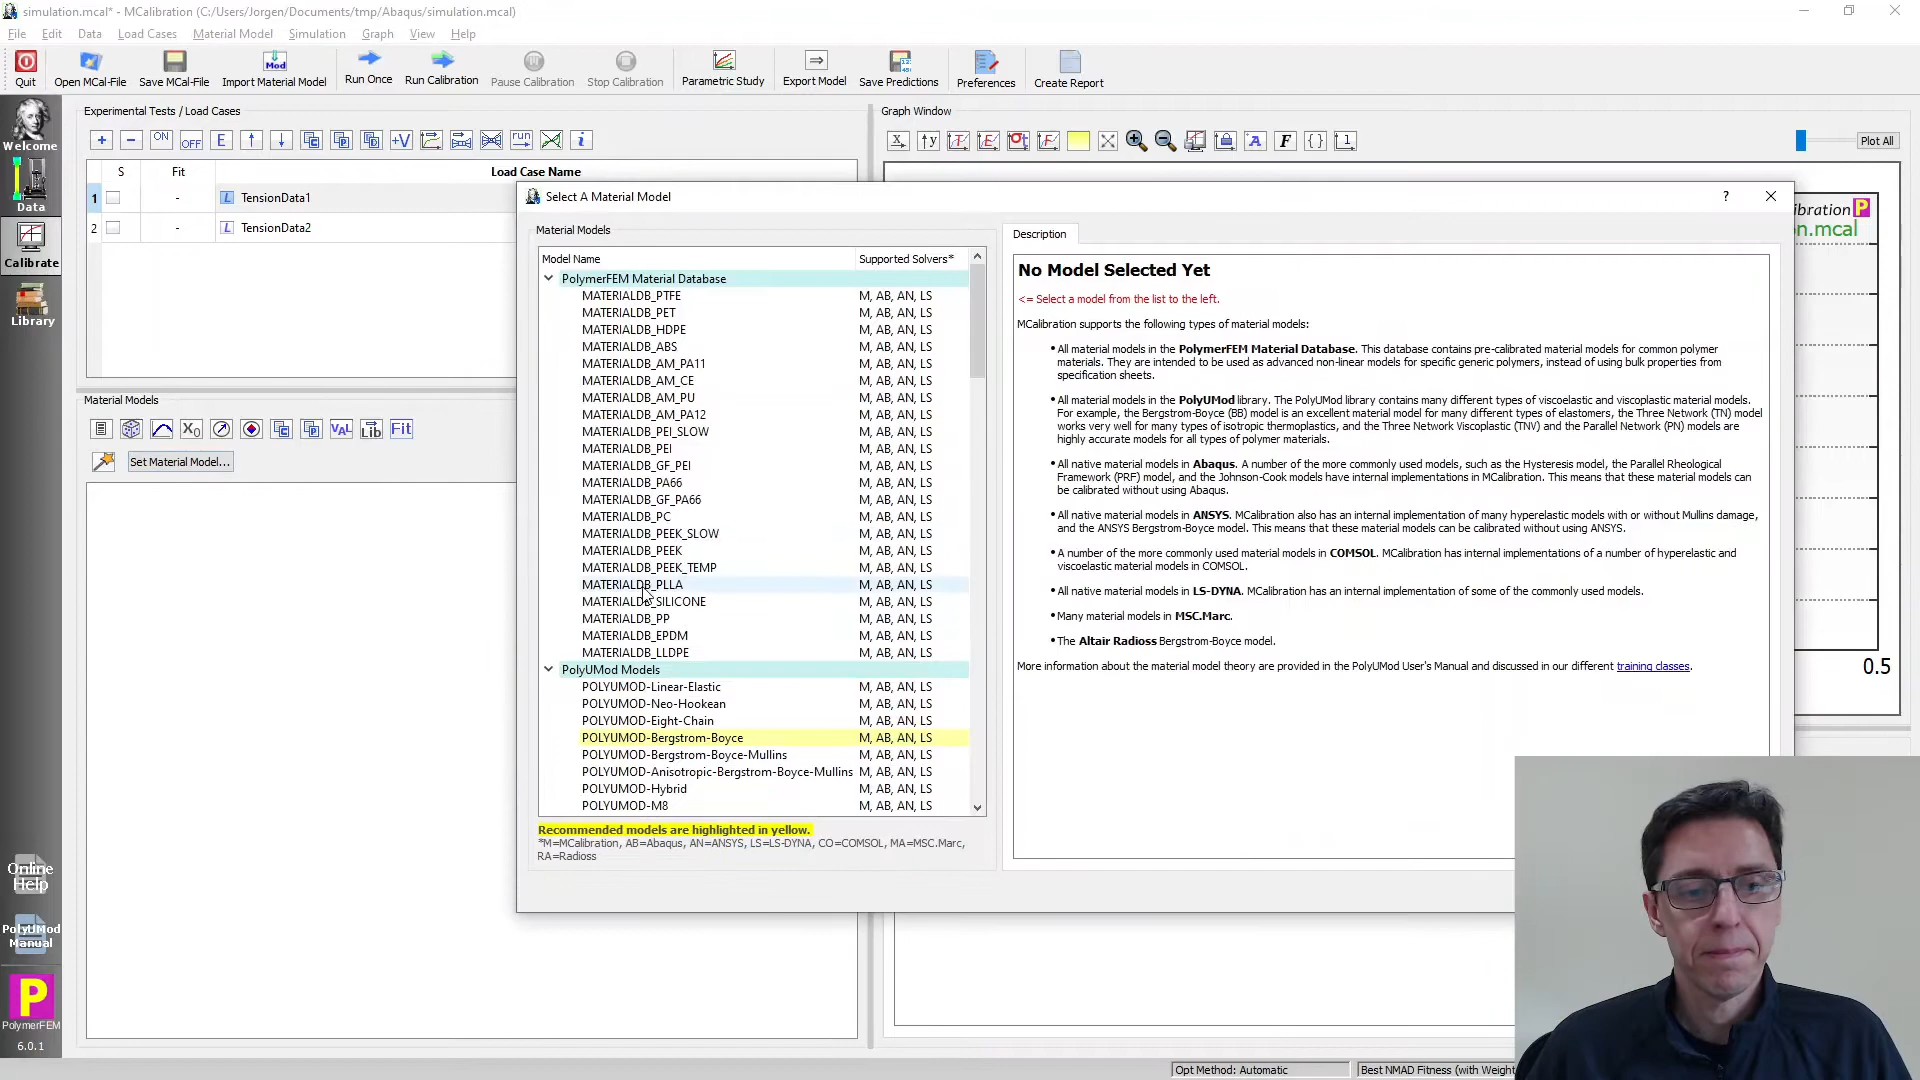 simulation.mcal* - MCalibration (C:/Users/Jorgen/Documents/tmp/Abaqus/simulation.mcal)
File Edit Data Load Cases Material Model Simulation Graph View Help
Quit Open MCal-File Save MCal-File Mod Import Material Model Run Once Run Calibration Pause Calibration Stop Calibration Parametric Study Export Model Save Predictions Preferences Create Report
Welcome
Data
Calibrate
Library
Online Help
PolyUMod Manual
P
PolymerFEM
6.0.1
Experimental Tests / Load Cases
+ − ON OFF E +V run i
S Fit Load Case Name
1 - L TensionData1
2 - L TensionData2
Material Models
X0 VAL Lib Fit
Set Material Model...
Graph Window
X y T E σt F A F { } 1 Plot All
ibration P
n.mcal
0.5
Select A Material Model ?
Material Models
Model Name Supported Solvers*
PolymerFEM Material Database
MATERIALDB_PTFE M, AB, AN, LS
MATERIALDB_PET M, AB, AN, LS
MATERIALDB_HDPE M, AB, AN, LS
MATERIALDB_ABS M, AB, AN, LS
MATERIALDB_AM_PA11 M, AB, AN, LS
MATERIALDB_AM_CE M, AB, AN, LS
MATERIALDB_AM_PU M, AB, AN, LS
MATERIALDB_AM_PA12 M, AB, AN, LS
MATERIALDB_PEI_SLOW M, AB, AN, LS
MATERIALDB_PEI M, AB, AN, LS
MATERIALDB_GF_PEI M, AB, AN, LS
MATERIALDB_PA66 M, AB, AN, LS
MATERIALDB_GF_PA66 M, AB, AN, LS
MATERIALDB_PC M, AB, AN, LS
MATERIALDB_PEEK_SLOW M, AB, AN, LS
MATERIALDB_PEEK M, AB, AN, LS
MATERIALDB_PEEK_TEMP M, AB, AN, LS
MATERIALDB_PLLA M, AB, AN, LS
MATERIALDB_SILICONE M, AB, AN, LS
MATERIALDB_PP M, AB, AN, LS
MATERIALDB_EPDM M, AB, AN, LS
MATERIALDB_LLDPE M, AB, AN, LS
PolyUMod Models
POLYUMOD-Linear-Elastic M, AB, AN, LS
POLYUMOD-Neo-Hookean M, AB, AN, LS
POLYUMOD-Eight-Chain M, AB, AN, LS
POLYUMOD-Bergstrom-Boyce M, AB, AN, LS
POLYUMOD-Bergstrom-Boyce-Mullins M, AB, AN, LS
POLYUMOD-Anisotropic-Bergstrom-Boyce-Mullins M, AB, AN, LS
POLYUMOD-Hybrid M, AB, AN, LS
POLYUMOD-M8 M, AB, AN, LS
Recommended models are highlighted in yellow.
*M=MCalibration, AB=Abaqus, AN=ANSYS, LS=LS-DYNA, CO=COMSOL, MA=MSC.Marc,
RA=Radioss
Description
No Model Selected Yet
<= Select a model from the list to the left.
MCalibration supports the following types of material models:
• All material models in the PolymerFEM Material Database. This database contains pre-calibrated material models for common polymer
materials. They are intended to be used as advanced non-linear models for specific generic polymers, instead of using bulk properties from
specification sheets.
• All material models in the PolyUMod library. The PolyUMod library contains many different types of viscoelastic and viscoplastic material models.
For example, the Bergstrom-Boyce (BB) model is an excellent material model for many different types of elastomers, the Three Network (TN) model
works very well for many types of isotropic thermoplastics, and the Three Network Viscoplastic (TNV) and the Parallel Network (PN) models are
highly accurate models for all types of polymer materials.
• All native material models in Abaqus. A number of the more commonly used models, such as the Hysteresis model, the Parallel Rheological
Framework (PRF) model, and the Johnson-Cook models have internal implementations in MCalibration. This means that these material models can
be calibrated without using Abaqus.
• All native material models in ANSYS. MCalibration also has an internal implementation of many hyperelastic models with or without Mullins damage,
and the ANSYS Bergstrom-Boyce model. This means that these material models can be calibrated without using ANSYS.
• A number of the more commonly used material models in COMSOL. MCalibration has internal implementations of a number of hyperelastic and
viscoelastic material models in COMSOL.
• All native material models in LS-DYNA. MCalibration has an internal implementation of some of the commonly used models.
• Many material models in MSC.Marc.
• The Altair Radioss Bergstrom-Boyce model.
More information about the material model theory are provided in the PolyUMod User's Manual and discussed in our different training classes.
Opt Method: Automatic Best NMAD Fitness (with Weight